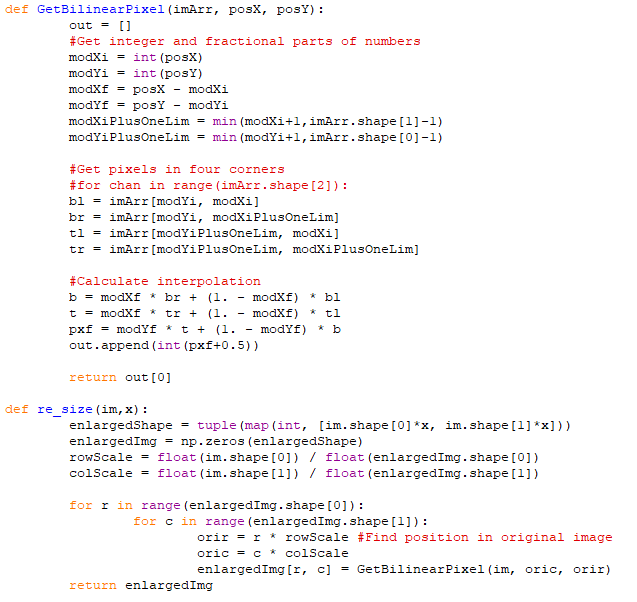 def GetBilinearPixel(imArr, posX, posY):
        out = []
        #Get integer and fractional parts of numbers
        modXi = int(posX)
        modYi = int(posY)
        modXf = posX - modXi
        modYf = posY - modYi
        modXiPlusOneLim = min(modXi+1,imArr.shape[1]-1)
        modYiPlusOneLim = min(modYi+1,imArr.shape[0]-1)

        #Get pixels in four corners
        #for chan in range(imArr.shape[2]):
        bl = imArr[modYi, modXi]
        br = imArr[modYi, modXiPlusOneLim]
        tl = imArr[modYiPlusOneLim, modXi]
        tr = imArr[modYiPlusOneLim, modXiPlusOneLim]

        #Calculate interpolation
        b = modXf * br + (1. - modXf) * bl
        t = modXf * tr + (1. - modXf) * tl
        pxf = modYf * t + (1. - modYf) * b
        out.append(int(pxf+0.5))

        return out[0]

def re_size(im,x):
        enlargedShape = tuple(map(int, [im.shape[0]*x, im.shape[1]*x]))
        enlargedImg = np.zeros(enlargedShape)
        rowScale = float(im.shape[0]) / float(enlargedImg.shape[0])
        colScale = float(im.shape[1]) / float(enlargedImg.shape[1])

        for r in range(enlargedImg.shape[0]):
                for c in range(enlargedImg.shape[1]):
                        orir = r * rowScale #Find position in original image
                        oric = c * colScale
                        enlargedImg[r, c] = GetBilinearPixel(im, oric, orir)
        return enlargedImg